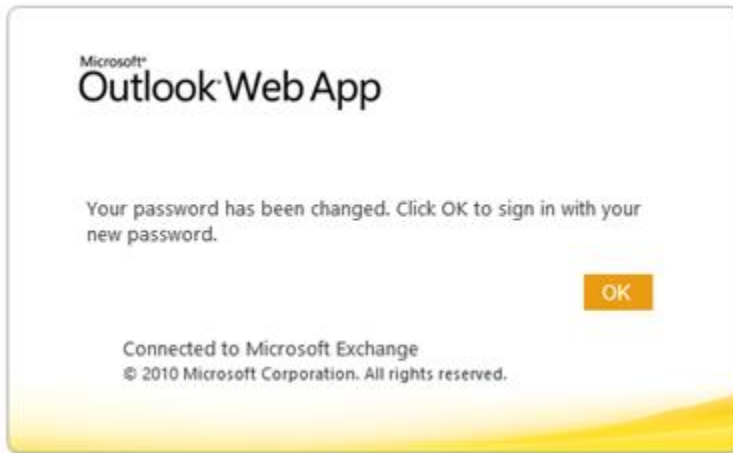 Microsoft®
Outlook Web App
Your password has been changed. Click OK to sign in with your
new password.
OK
Connected to Microsoft Exchange
© 2010 Microsoft Corporation. All rights reserved.